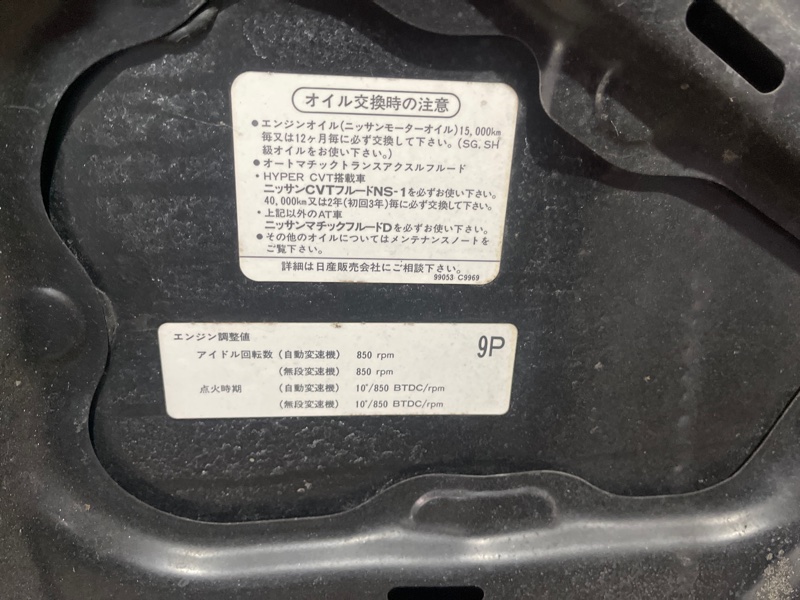 オイル交換時の注意
●エンジンオイル(ニッサンモーターオイル)15,000km
毎又は12ヶ月毎に必ず交換して下さい。(SG,SH
級オイルをお使い下さい。)
●オートマチックトランスアクスルフルード
・HYPER CVT搭載車
ニッサンCVTフルードNS-1を必ずお使い下さい。
40,000km又は2年(初回3年)毎に必ず交換して下さい。
・上記以外のAT車
ニッサンマチックフルードDを必ずお使い下さい。
●その他のオイルについてはメンテナンスノートを
ご覧下さい。
詳細は日産販売会社にご相談下さい。
99053 C9969
エンジン調整値
9P
アイドル回転数 (自動変速機) 850 rpm
(無段変速機) 850 rpm
点火時期 (自動変速機) 10°/850 BTDC/rpm
(無段変速機) 10°/850 BTDC/rpm